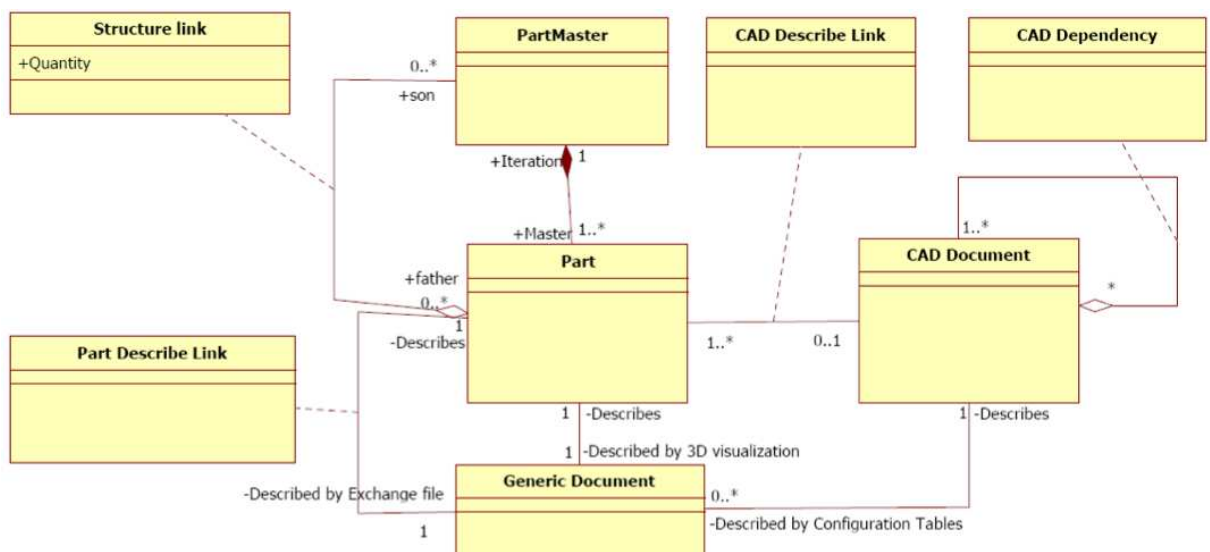 Structure link
+Quantity
PartMaster
CAD Describe Link
CAD Dependency
0..*
+son
+Iteration
1
+Master
1..*
Part
+father
0..*
1
-Describes
1..*
0..1
CAD Document
1..*
*
Part Describe Link
1
-Describes
1
-Describes
1
-Described by 3D visualization
Generic Document
-Described by Exchange file
1
0..*
-Described by Configuration Tables